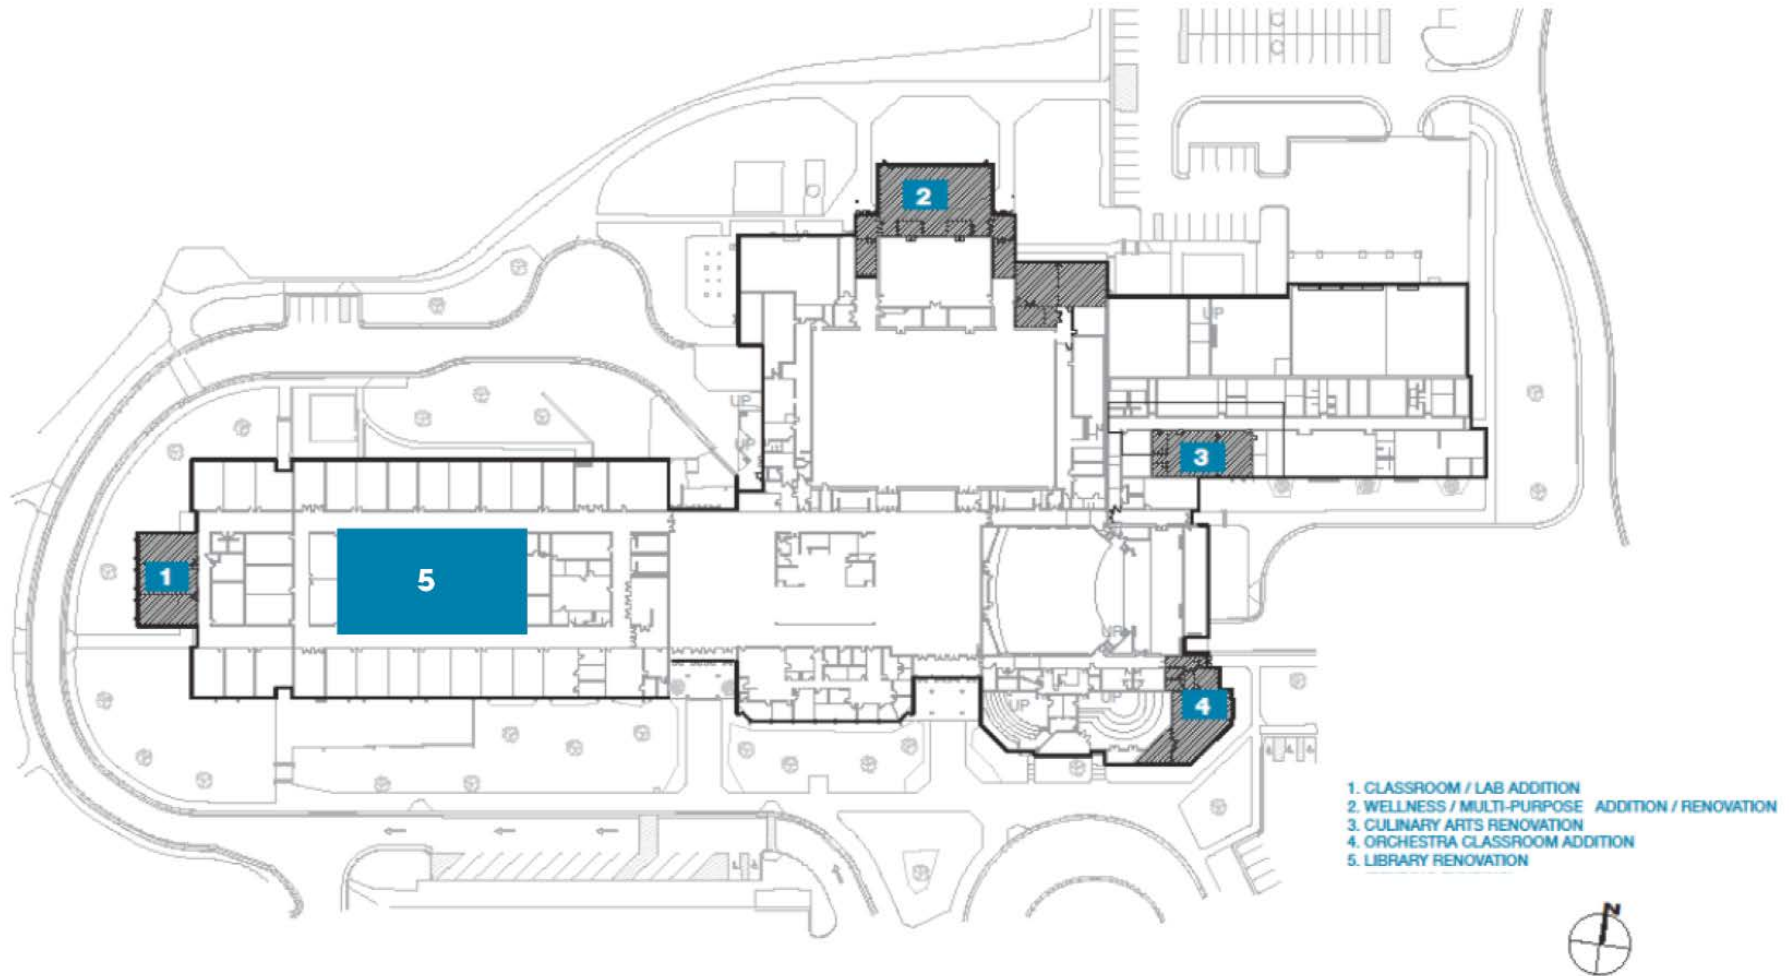 2
UP
UP
UP
3
1
5
UP
UP
UP
4
1. CLASSROOM / LAB ADDITION
2. WELLNESS / MULTI-PURPOSE ADDITION / RENOVATION
3. CULINARY ARTS RENOVATION
4. ORCHESTRA CLASSROOM ADDITION
5. LIBRARY RENOVATION
N